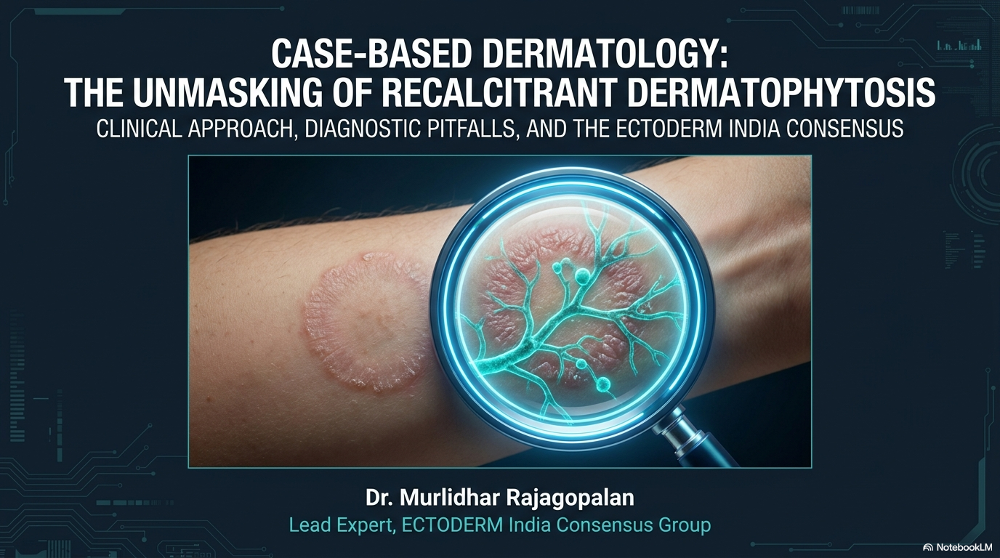 CASE-BASED DERMATOLOGY:
THE UNMASKING OF RECALCITRANT DERMATOPHYTOSIS
CLINICAL APPROACH, DIAGNOSTIC PITFALLS, AND THE ECTODERM INDIA CONSENSUS
Dr. Murlidhar Rajagopalan
Lead Expert, ECTODERM India Consensus Group
NotebookLM